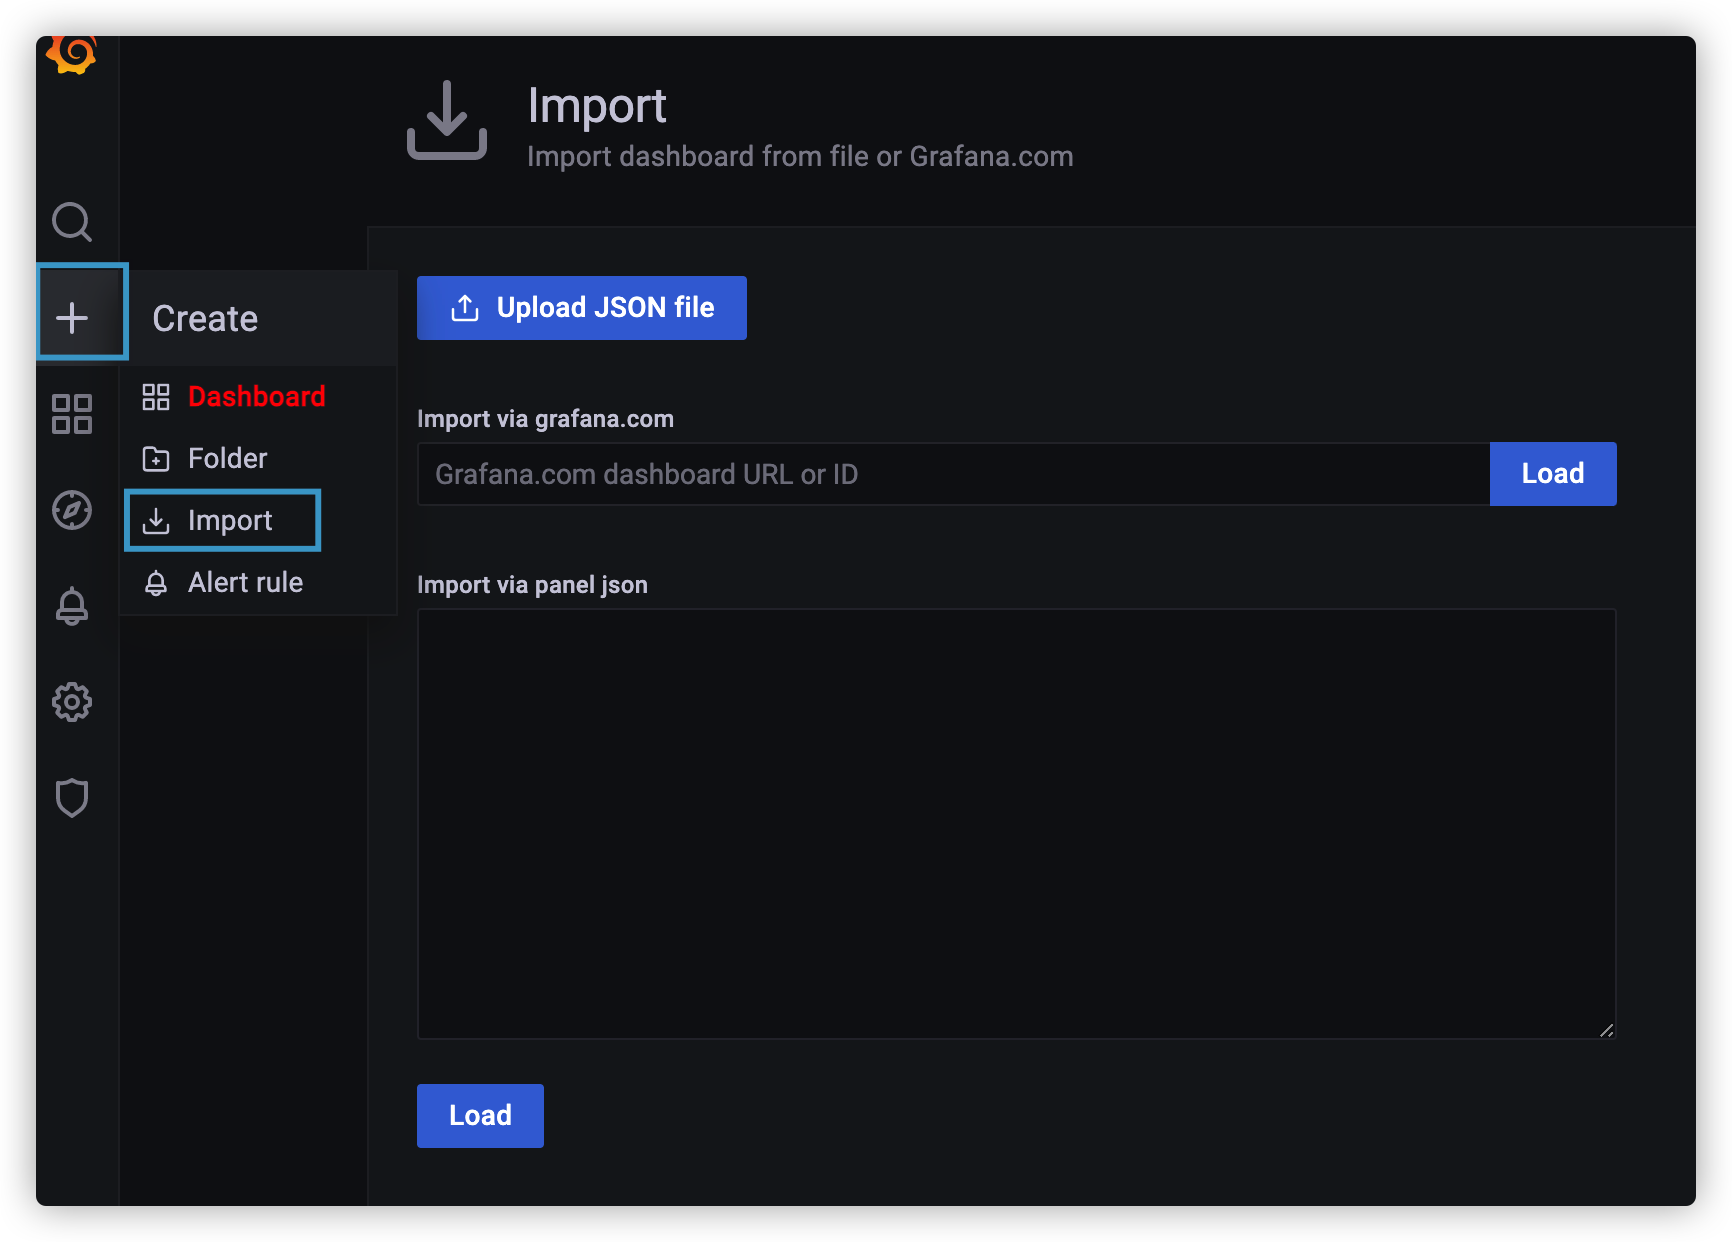 Import
Import dashboard from file or Grafana.com
Create
Dashboard
Folder
Import
Alert rule
Upload JSON file
Import via grafana.com
Grafana.com dashboard URL or ID
Load
Import via panel json
Load